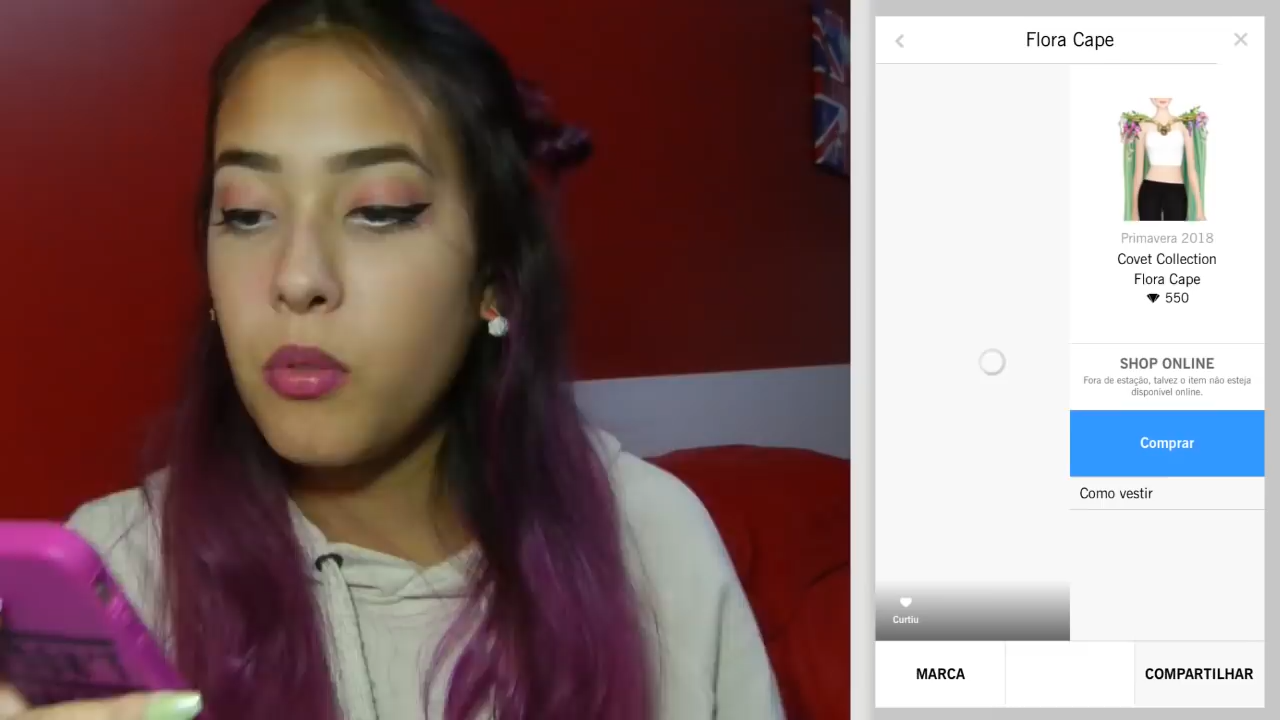 Flora Cape
Primavera 2018
Covet Collection
Flora Cape
550
SHOP ONLINE
Fora de estação, talvez o item não esteja
disponível online.
Comprar
Como vestir
Curtiu
MARCA
COMPARTILHAR